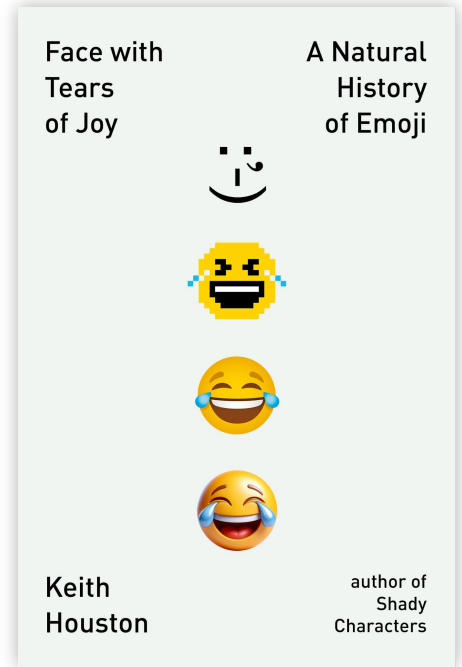 Face with
Tears
of Joy
A Natural
History
of Emoji
Keith
Houston
author of
Shady
Characters